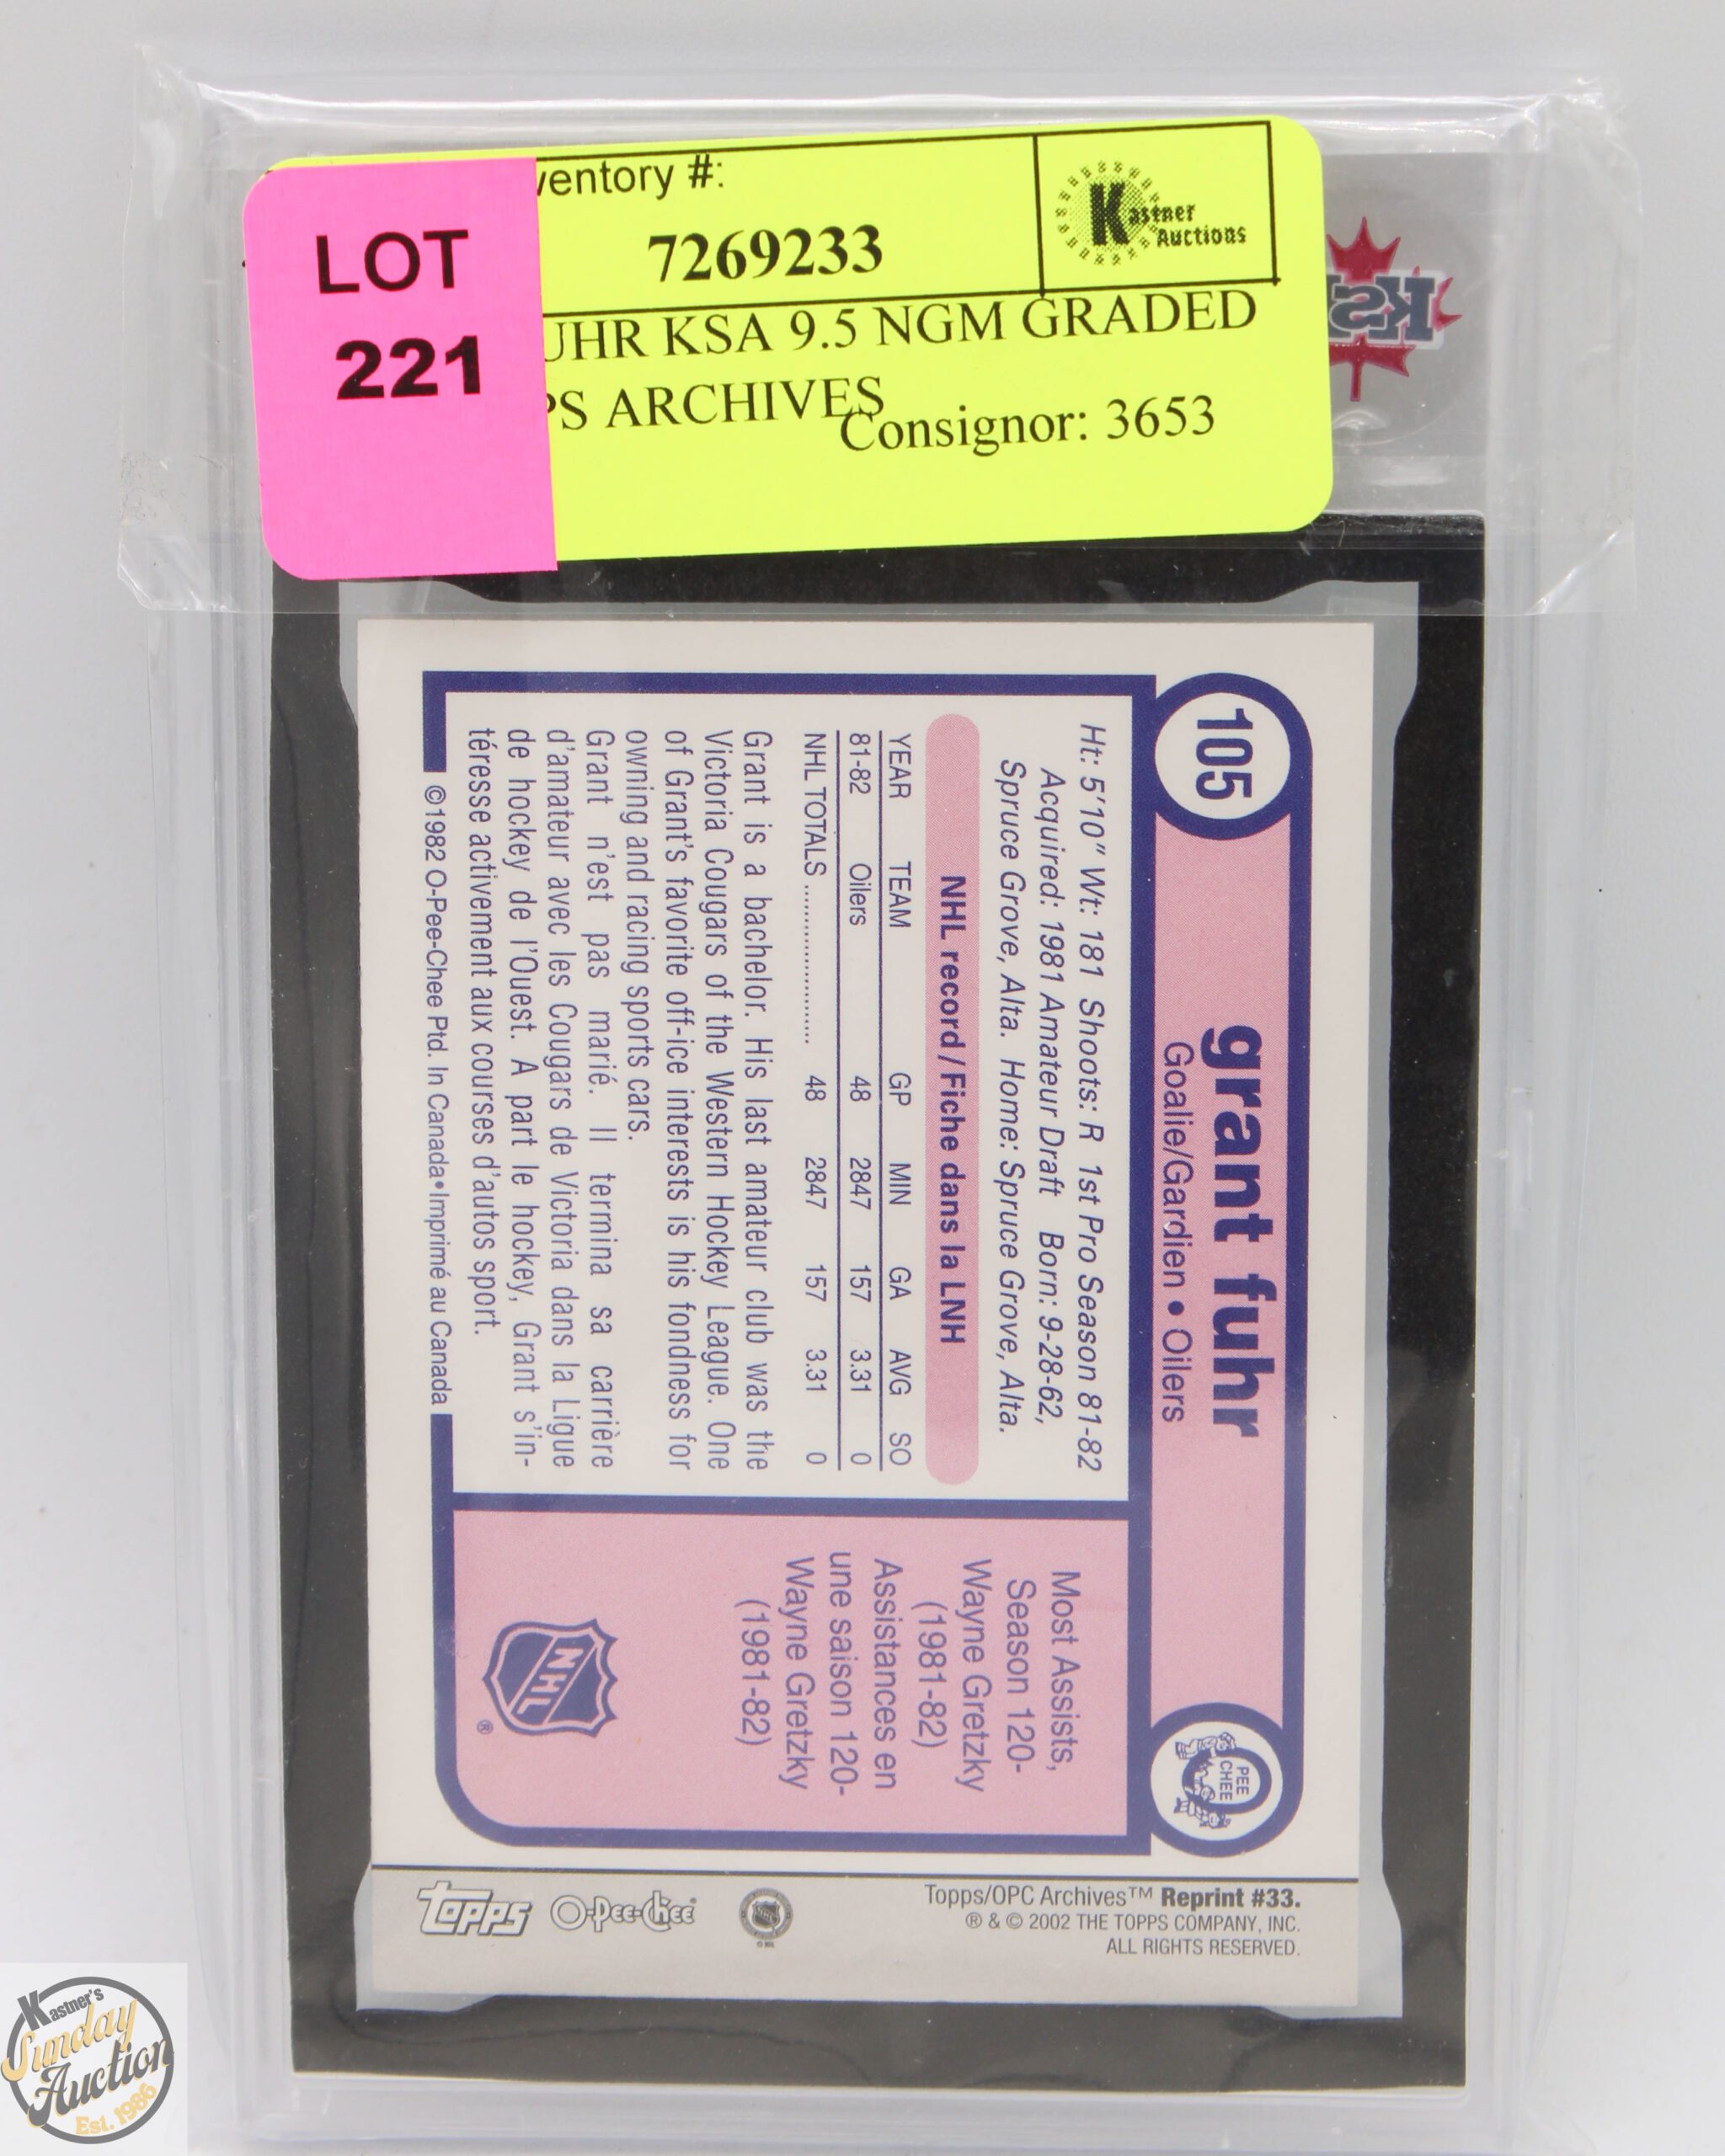 LOT
221
ventory #:
7269233
Kastner
Auctions
UHR KSA 9.5 NGM GRADED
PS ARCHIVES
Consignor: 3653
105
grant fuhr
Goalie/Gardien • Oilers
PEE
CHEE
Ht: 5'10" Wt: 181 Shoots: R 1st Pro Season 81-82
Acquired: 1981 Amateur Draft Born: 9-28-62,
Spruce Grove, Alta. Home: Spruce Grove, Alta.
NHL record/Fiche dans la LNH
YEAR TEAM GP MIN GA AVG SO
81-82 Oilers 48 2847 157 3.31 0
NHL TOTALS .................... 48 2847 157 3.31 0
Grant is a bachelor. His last amateur club was the
Victoria Cougars of the Western Hockey League. One
of Grant's favorite off-ice interests is his fondness for
owning and racing sports cars.
Grant n'est pas marié. Il termina sa carrière
d'amateur avec les Cougars de Victoria dans la Ligue
de hockey de l'Ouest. A part le hockey, Grant s'in-
téresse activement aux courses d'autos sport.
©1982 O-Pee-Chee Ptd. In Canada•Imprimé au Canada
Most Assists,
Season 120-
Wayne Gretzky
(1981-82)
Assistances en
une saison 120-
Wayne Gretzky
(1981-82)
NHL
®
Topps O-Pee-Chee
Topps/OPC Archives™ Reprint #33.
® & © 2002 THE TOPPS COMPANY, INC.
ALL RIGHTS RESERVED.
Kastner's
Sunday
Auction
Est. 1986